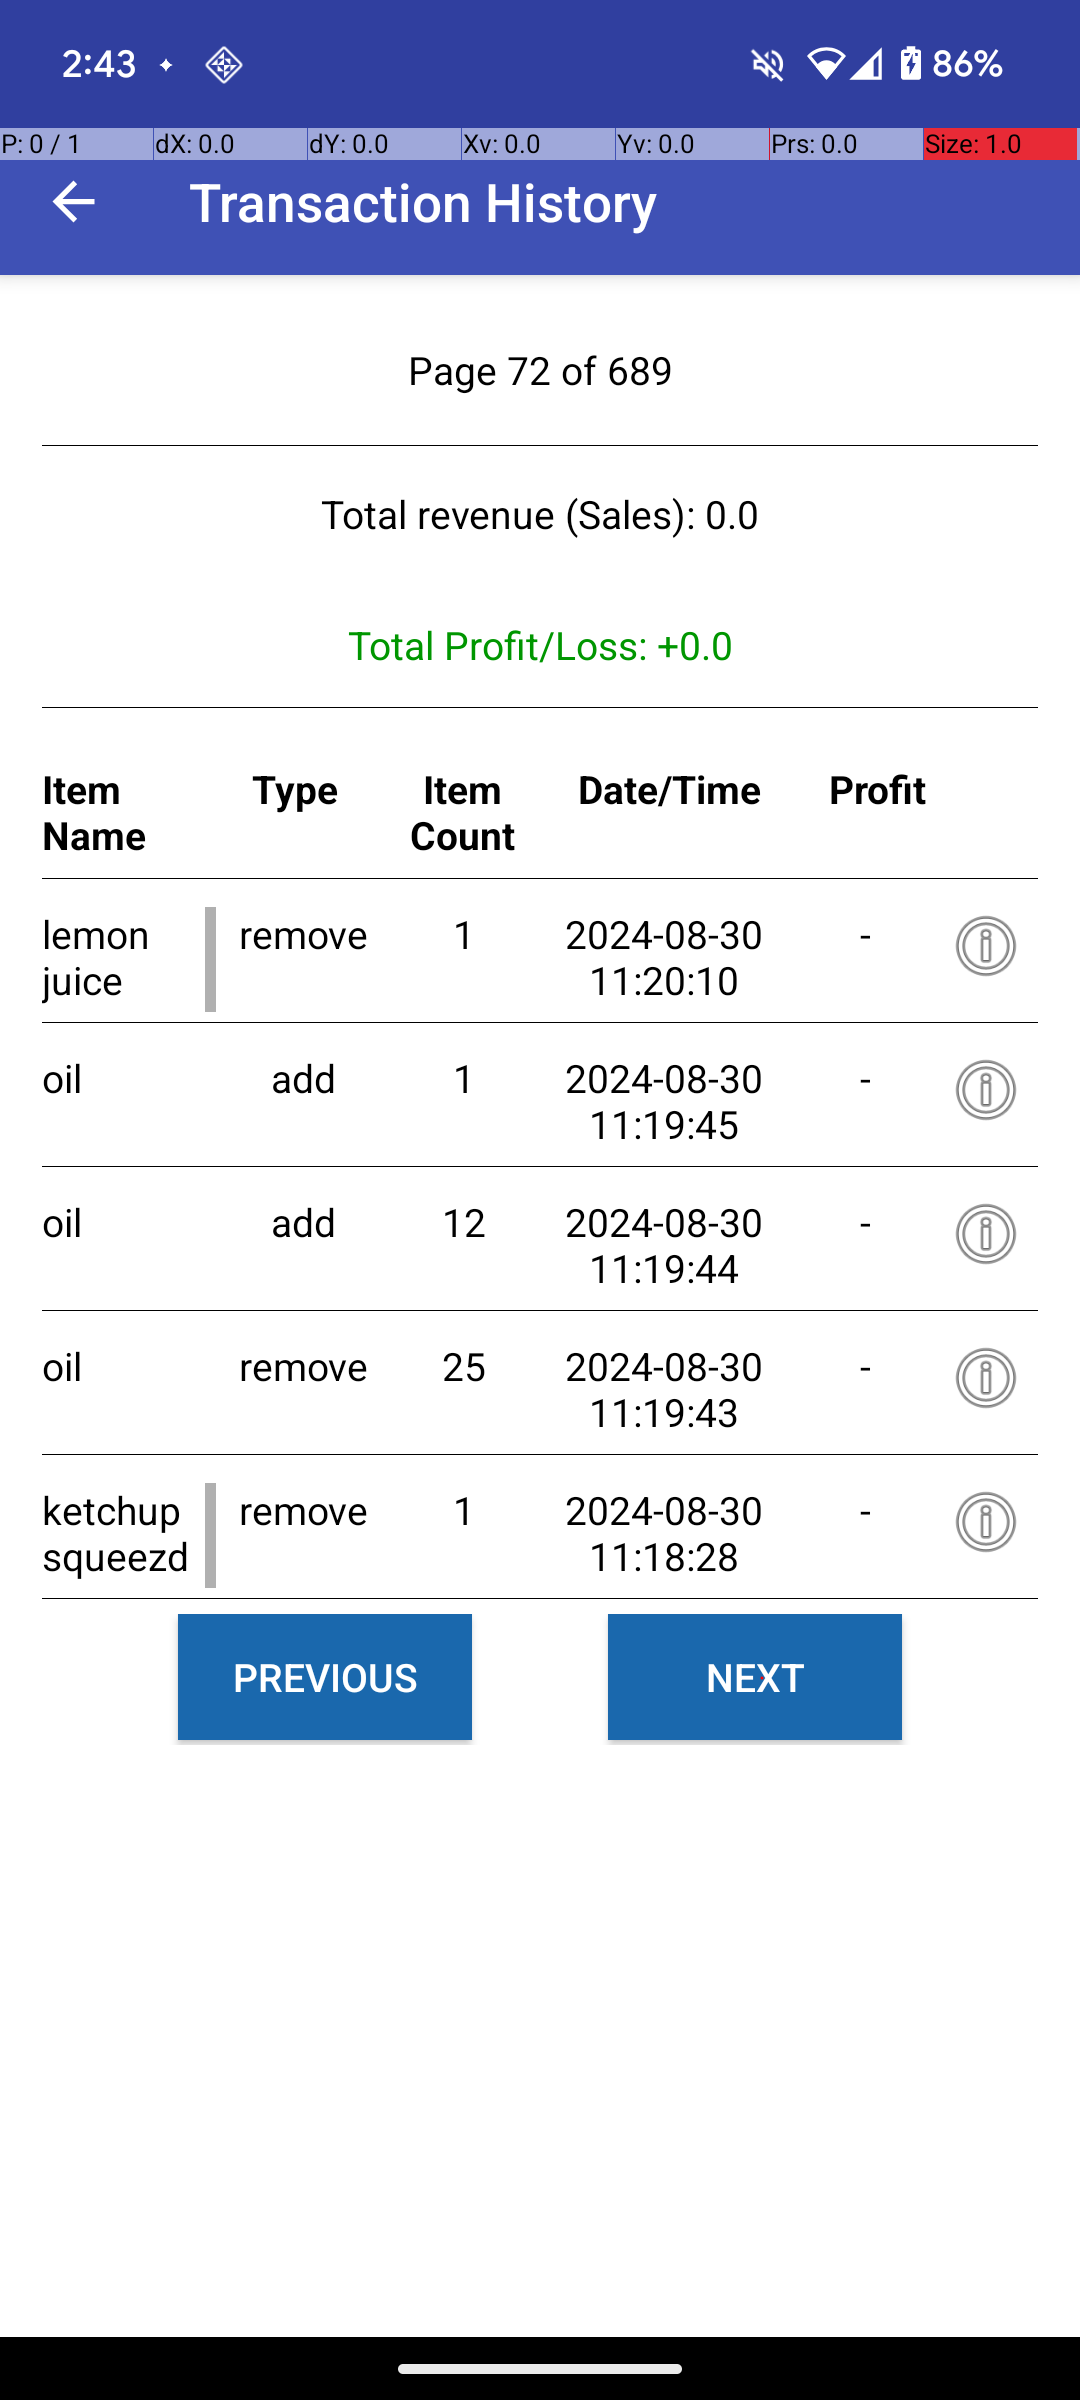 2:43 86%
P: 0 / 1 dX: 0.0 dY: 0.0 Xv: 0.0 Yv: 0.0 Prs: 0.0 Size: 1.0
Transaction History
Page 72 of 689
Total revenue (Sales): 0.0
Total Profit/Loss: +0.0
Item Type Item Date/Time Profit
Name Count
lemon remove 1 2024-08-30 -
juice 11:20:10
oil add 1 2024-08-30 -
11:19:45
oil add 12 2024-08-30 -
11:19:44
oil remove 25 2024-08-30 -
11:19:43
ketchup remove 1 2024-08-30 -
squeezd 11:18:28
PREVIOUS NEXT